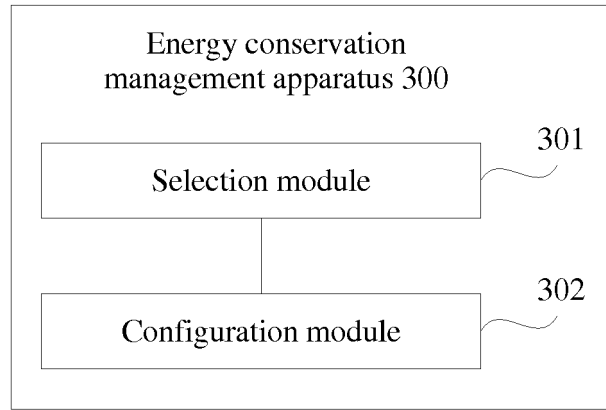 Energy conservation
management apparatus 300
301
Selection module
302
Configuration module